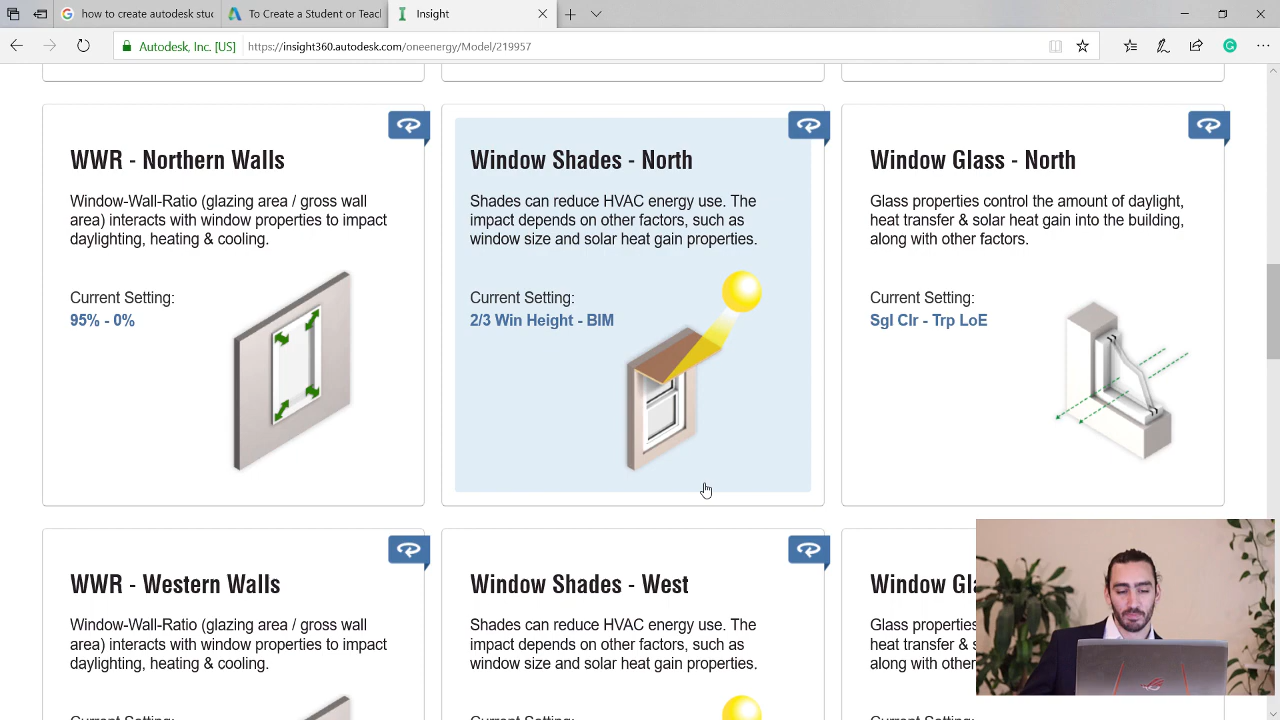 how to create autodesk stud
To Create a Student or Teac
Insight
Autodesk, Inc. [US]
https://insight360.autodesk.com/oneenergy/Model/219957
WWR - Northern Walls
Window-Wall-Ratio (glazing area / gross wall
area) interacts with window properties to impact
daylighting, heating & cooling.
Current Setting:
95% - 0%
Window Shades - North
Shades can reduce HVAC energy use. The
impact depends on other factors, such as
window size and solar heat gain properties.
Current Setting:
2/3 Win Height - BIM
Window Glass - North
Glass properties control the amount of daylight,
heat transfer & solar heat gain into the building,
along with other factors.
Current Setting:
Sgl Clr - Trp LoE
WWR - Western Walls
Window-Wall-Ratio (glazing area / gross wall
area) interacts with window properties to impact
daylighting, heating & cooling.
Current Setting:
Window Shades - West
Shades can reduce HVAC energy use. The
impact depends on other factors, such as
window size and solar heat gain properties.
Current Setting:
Window Gla
Glass properties
heat transfer &
along with other